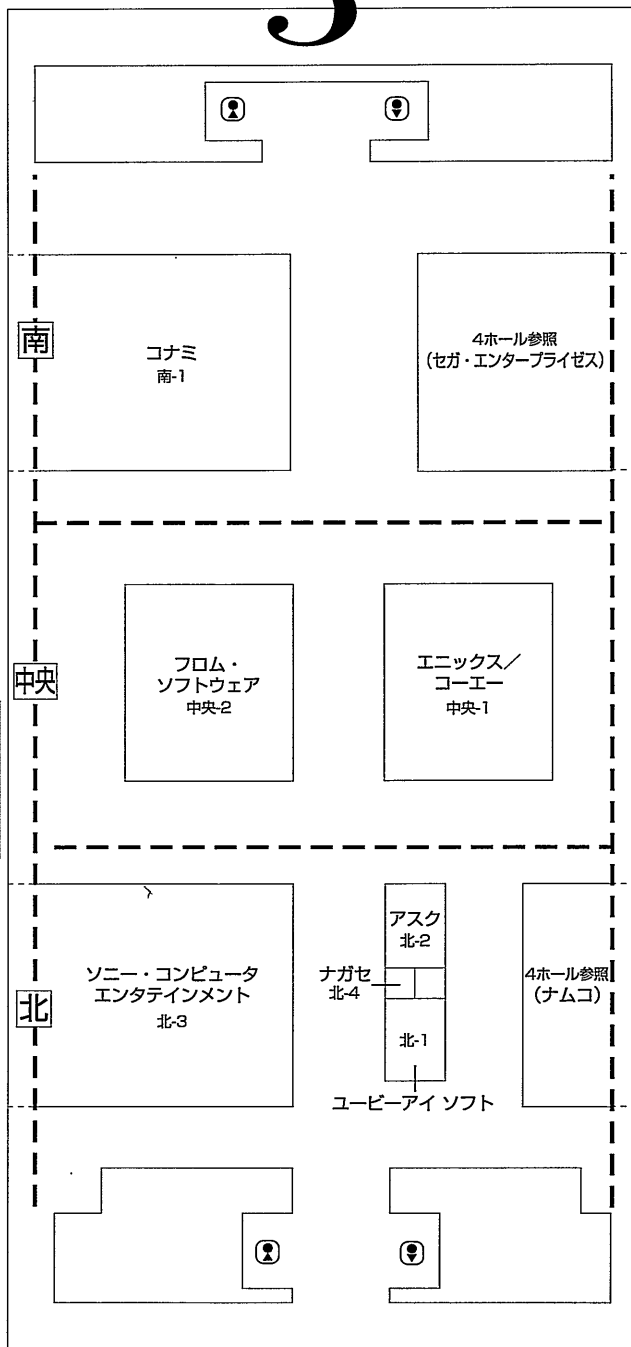 南
コナミ
南-1
4ホール参照
(セガ・エンタープライゼス)
中央
フロム・
ソフトウェア
中央-2
エニックス/
コーエー
中央-1
北
ソニー・コンピュータ
エンタテインメント
北-3
アスク
北-2
ナガセ
北-4
北-1
ユービーアイ ソフト
4ホール参照
(ナムコ)